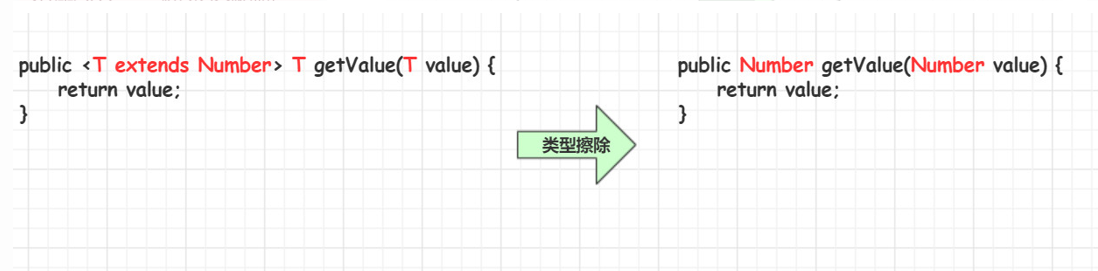 public <T extends Number> T getValue(T value) {
return value;
}
类型擦除
public Number getValue(Number value) {
return value;
}